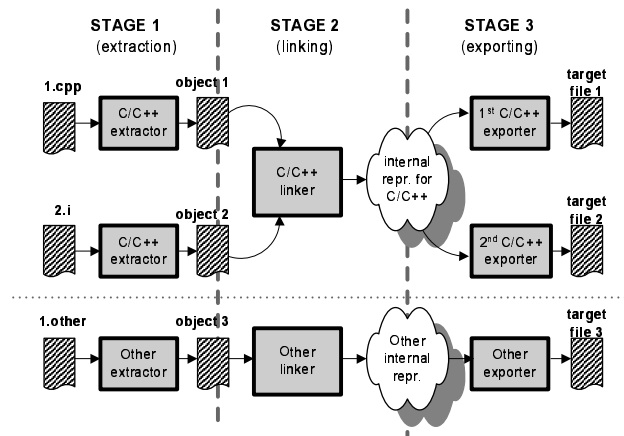 STAGE 1
(extraction)
STAGE 2
(linking)
STAGE 3
(exporting)
1.cpp
C/C++
extractor
object 1
C/C++
linker
internal
repr. for
C/C++
1st C/C++
exporter
target
file 1
2.i
C/C++
extractor
object 2
2nd C/C++
exporter
target
file 2
1.other
Other
extractor
object 3
Other
linker
Other
internal
repr.
Other
exporter
target
file 3